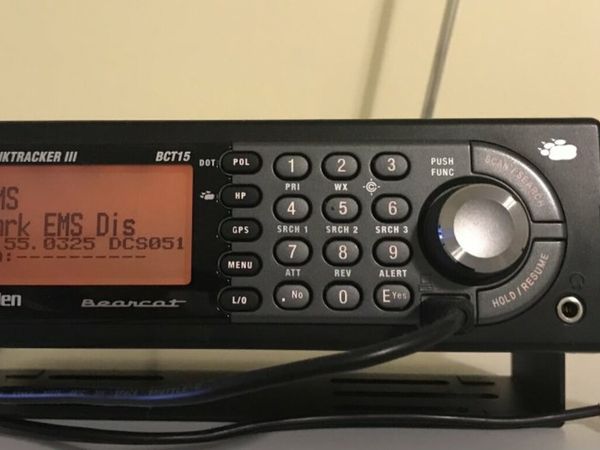 NKTRACKER III BCT15
MS
ark EMS Dis
55.0325 DCS051
:-----------
den Bearcat
DOT. POL
HP
GPS
MENU
L/O
1 2 3
PRI WX C
4 5 6
SRCH 1 SRCH 2 SRCH 3
7 8 9
ATT REV ALERT
. No 0 E Yes
PUSH
FUNC
SCAN/SEARCH
HOLD/RESUME